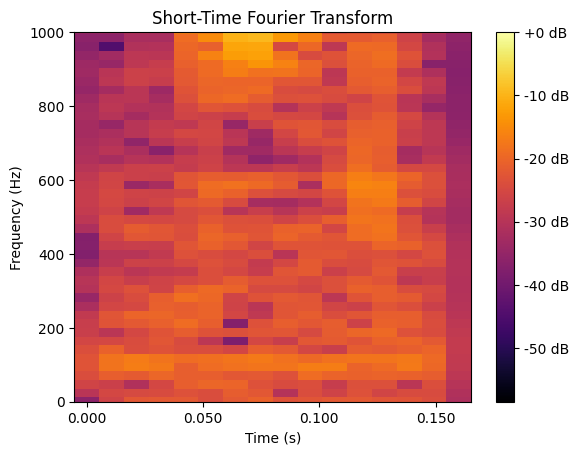 Short-Time Fourier Transform
1000
800
600
400
200
0
Frequency (Hz)
0.000
0.050
0.100
0.150
Time (s)
+0 dB
-10 dB
-20 dB
-30 dB
-40 dB
-50 dB